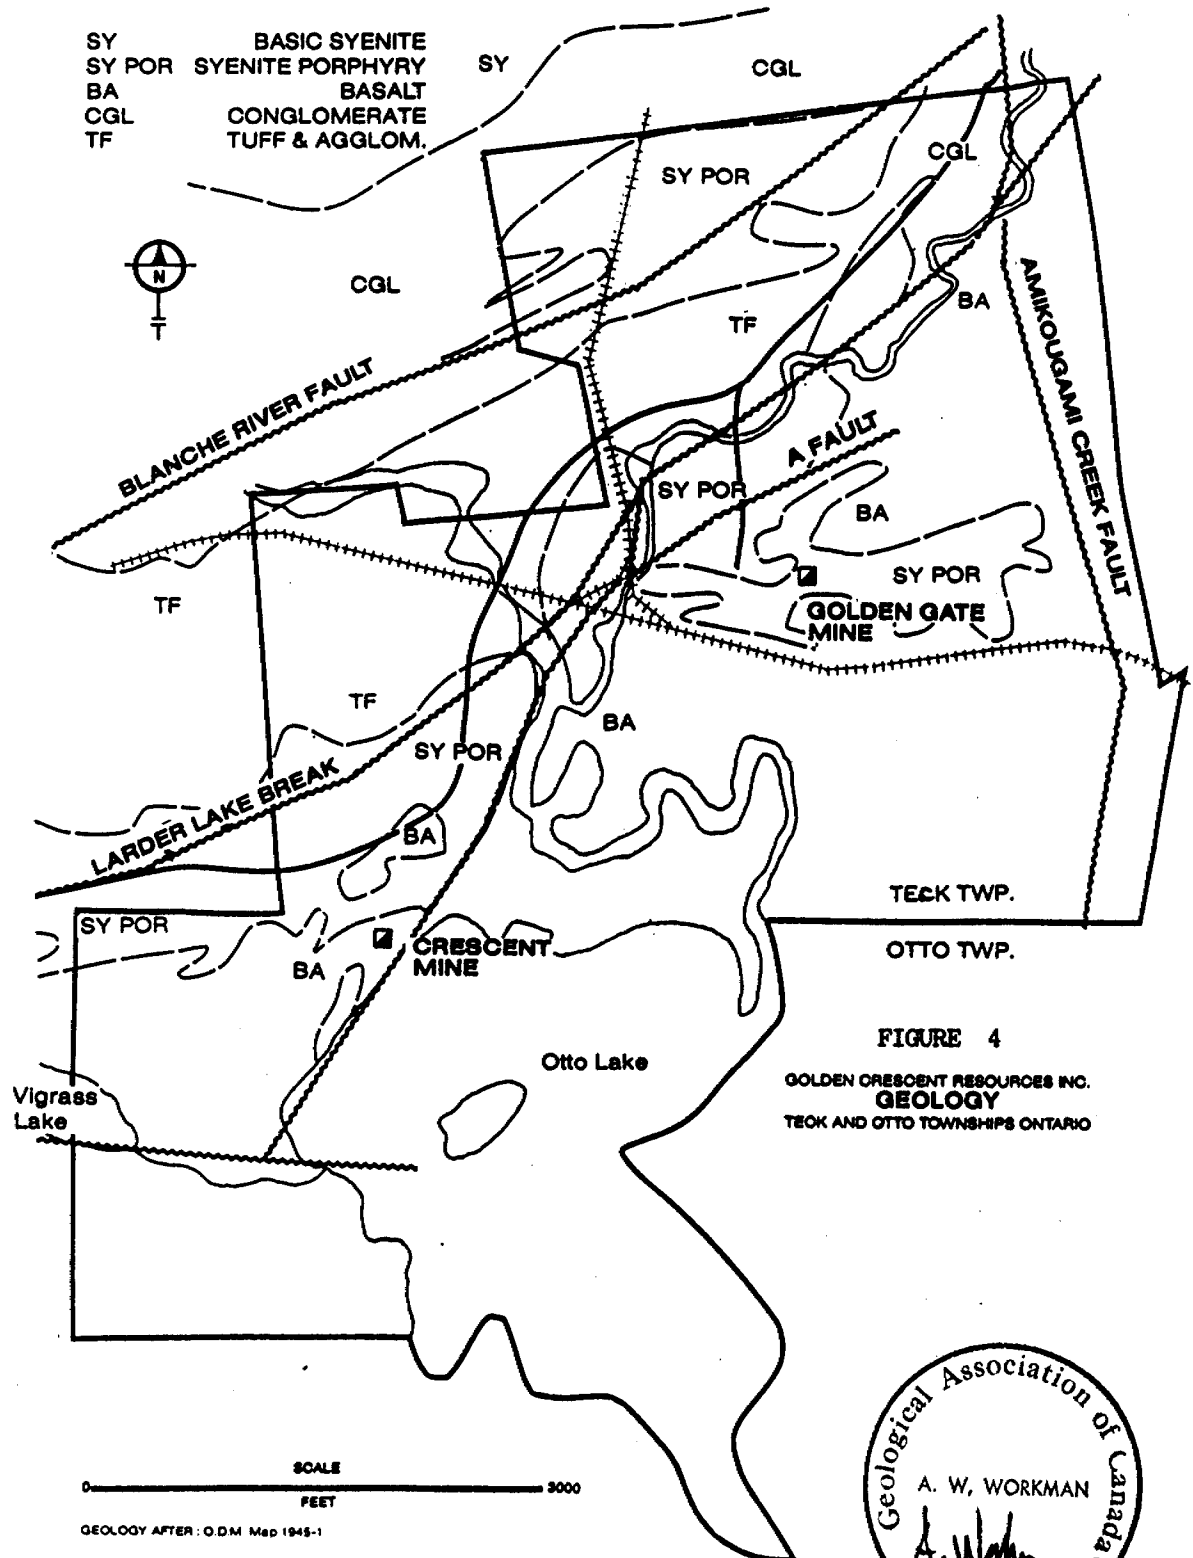 SY BASIC SYENITE
SY POR SYENITE PORPHYRY
BA BASALT
CGL CONGLOMERATE
TF TUFF & AGGLOM.
SY
CGL
SY POR
CGL
N
CGL
BA
TF
AMIKOUGAMI CREEK FAULT
BLANCHE RIVER FAULT
A FAULT
SY POR
BA
SY POR
TF
GOLDEN GATE
MINE
TF
BA
SY POR
LARDER LAKE BREAK
BA
TECK TWP.
SY POR
OTTO TWP.
CRESCENT
MINE
BA
FIGURE 4
Otto Lake
GOLDEN CRESCENT RESOURCES INC.
GEOLOGY
TECK AND OTTO TOWNSHIPS ONTARIO
Vigrass
Lake
SCALE
0 3000
FEET
GEOLOGY AFTER : O.D.M Map 1945-1
Geological Association of Canada
A. W. WORKMAN